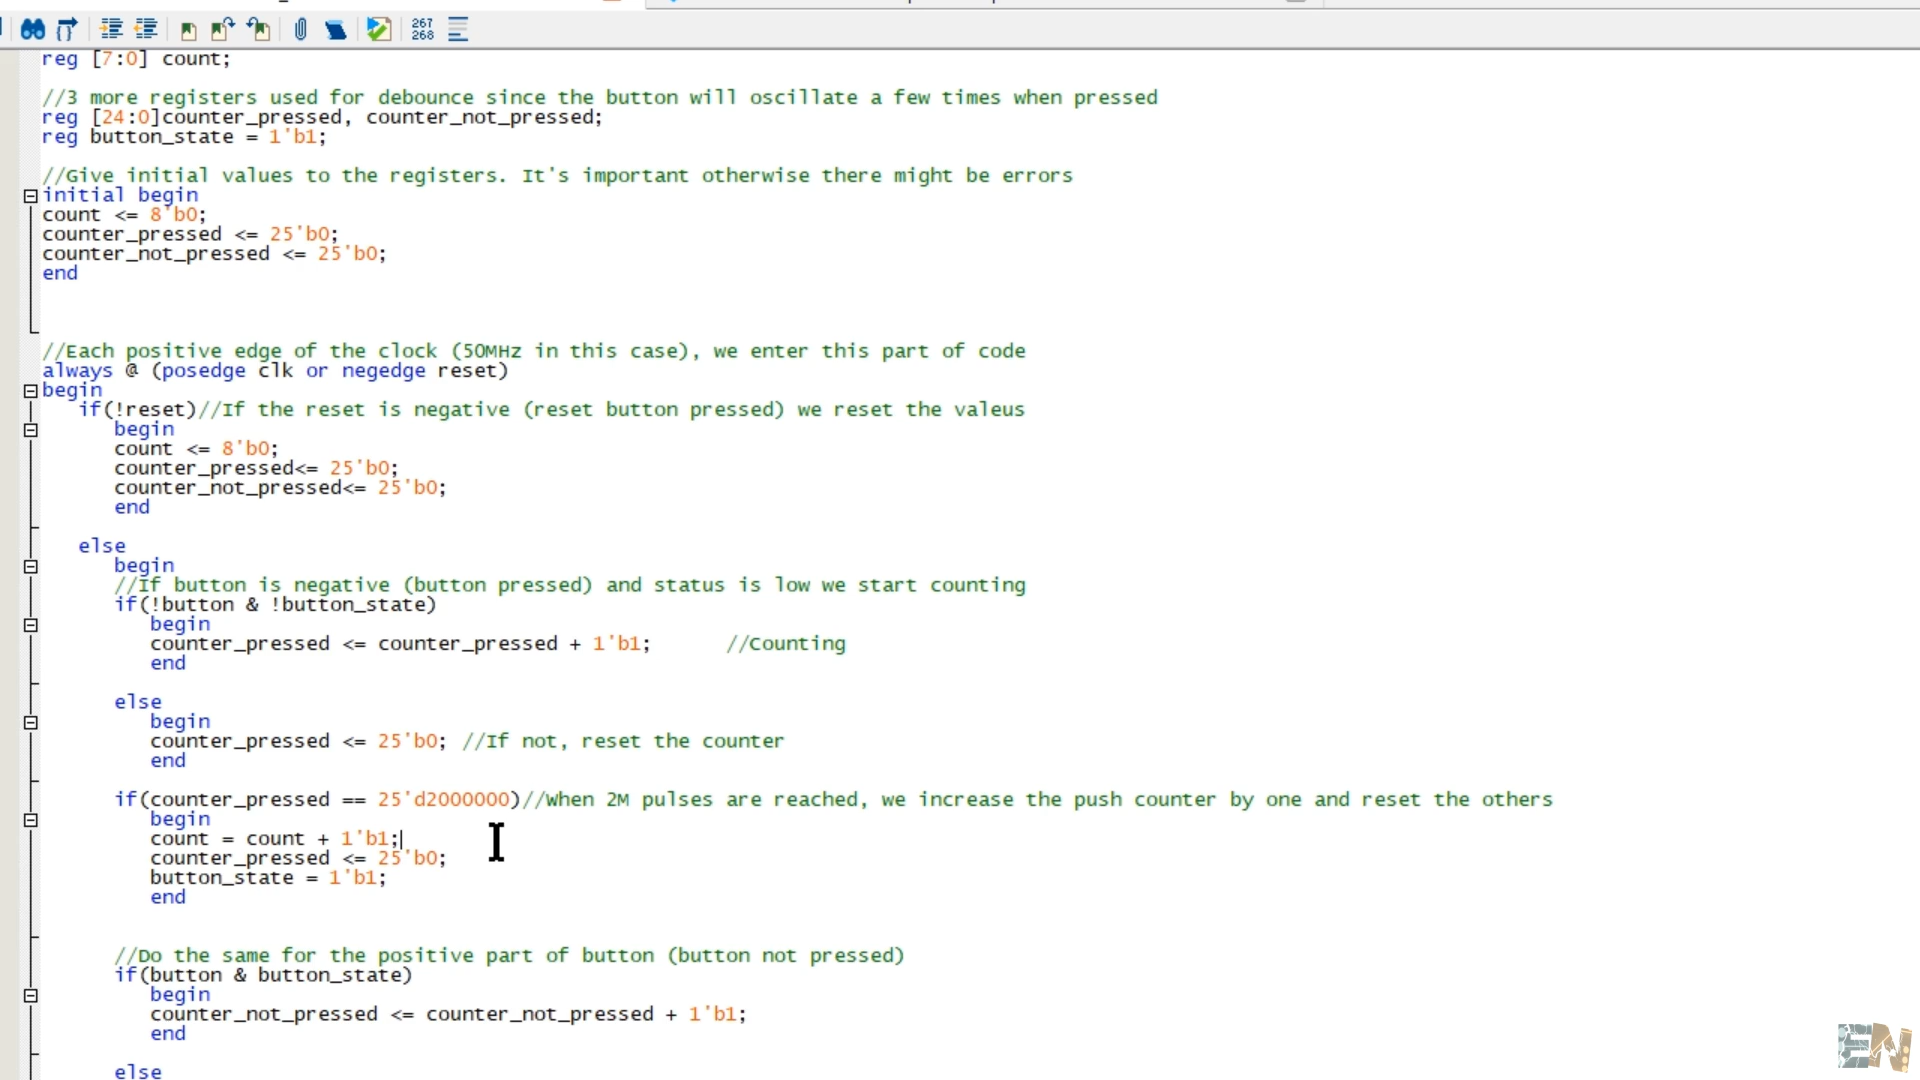 267
268
reg [7:0] count;
//3 more registers used for debounce since the button will oscillate a few times when pressed
reg [24:0]counter_pressed, counter_not_pressed;
reg button_state = 1'b1;
//Give initial values to the registers. It's important otherwise there might be errors
initial begin
count <= 8'b0;
counter_pressed <= 25'b0;
counter_not_pressed <= 25'b0;
end
//Each positive edge of the clock (50MHz in this case), we enter this part of code
always @ (posedge clk or negedge reset)
begin
if(!reset)//If the reset is negative (reset button pressed) we reset the valeus
begin
count <= 8'b0;
counter_pressed<= 25'b0;
counter_not_pressed<= 25'b0;
end
else
begin
//If button is negative (button pressed) and status is low we start counting
if(!button & !button_state)
begin
counter_pressed <= counter_pressed + 1'b1; //Counting
end
else
begin
counter_pressed <= 25'b0; //If not, reset the counter
end
if(counter_pressed == 25'd2000000)//When 2M pulses are reached, we increase the push counter by one and reset the others
begin
count = count + 1'b1;
counter_pressed <= 25'b0;
button_state = 1'b1;
end
//Do the same for the positive part of button (button not pressed)
if(button & button_state)
begin
counter_not_pressed <= counter_not_pressed + 1'b1;
end
else
EN